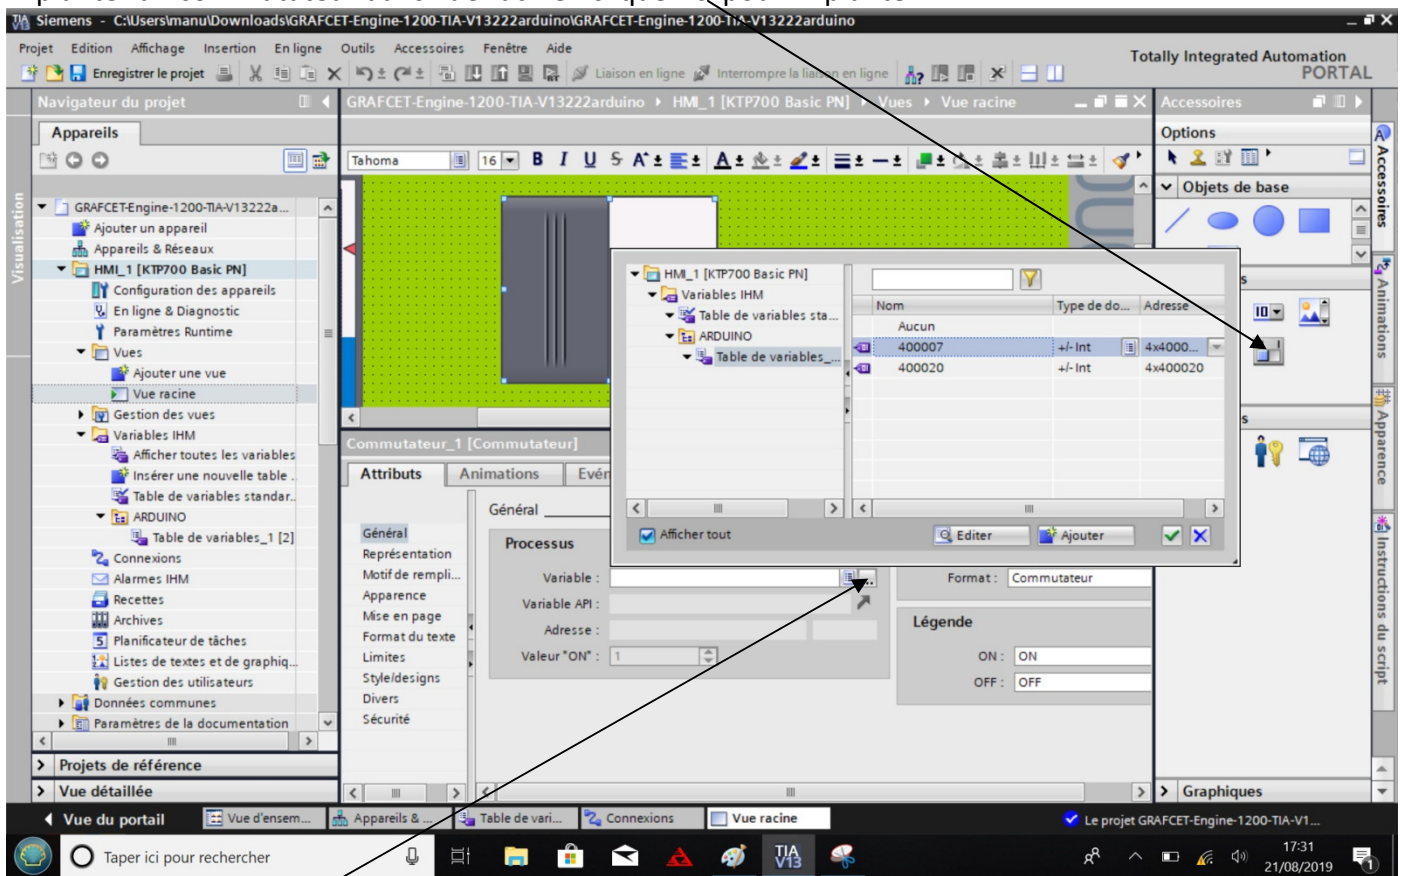 Siemens - C:\Users\manu\Downloads\GRAFCET-Engine-1200-TIA-V13222arduino\GRAFCET-Engine-1200-TIA-V13222arduino
Projet Edition Affichage Insertion En ligne Outils Accessoires Fenêtre Aide
Totally Integrated Automation
PORTAL
Enregistrer le projet
Liaison en ligne
Interrompre la liaison en ligne
Navigateur du projet
GRAFCET-Engine-1200-TIA-V13222arduino HMI_1 [KTP700 Basic PN] Vues Vue racine
Accessoires
Appareils
Options
Tahoma 16 B I U S
Objets de base
Visualisation
GRAFCET-Engine-1200-TIA-V13222a...
Ajouter un appareil
Appareils & Réseaux
HMI_1 [KTP700 Basic PN]
Configuration des appareils
En ligne & Diagnostic
Paramètres Runtime
Vues
Ajouter une vue
Vue racine
Gestion des vues
Variables IHM
Afficher toutes les variables
Insérer une nouvelle table .
Table de variables standar..
ARDUINO
Table de variables_1 [2]
Connexions
Alarmes IHM
Recettes
Archives
Planificateur de tâches
Listes de textes et de graphiq...
Gestion des utilisateurs
Données communes
Paramètres de la documentation
Projets de référence
Vue détaillée
HMI_1 [KTP700 Basic PN]
Variables IHM
Table de variables sta...
ARDUINO
Table de variables_...
Nom Type de do... Adresse
Aucun
400007 +/- Int 4x4000...
400020 +/- Int 4x400020
Afficher tout Editer Ajouter
Commutateur_1 [Commutateur]
Attributs Animations Evén
Général
Général
Représentation
Motif de rempli...
Apparence
Mise en page
Format du texte
Limites
Style/designs
Divers
Sécurité
Processus
Variable :
Variable API :
Adresse :
Valeur "ON" : 1
Format : Commutateur
Légende
ON : ON
OFF : OFF
Accessoires
Animations
Apparence
Instructions du script
Graphiques
Vue du portail Vue d'ensem... Appareils & ... Table de vari... Connexions Vue racine
Le projet GRAFCET-Engine-1200-TIA-V1...
Taper ici pour rechercher
TIA
V13
17:31
21/08/2019
1